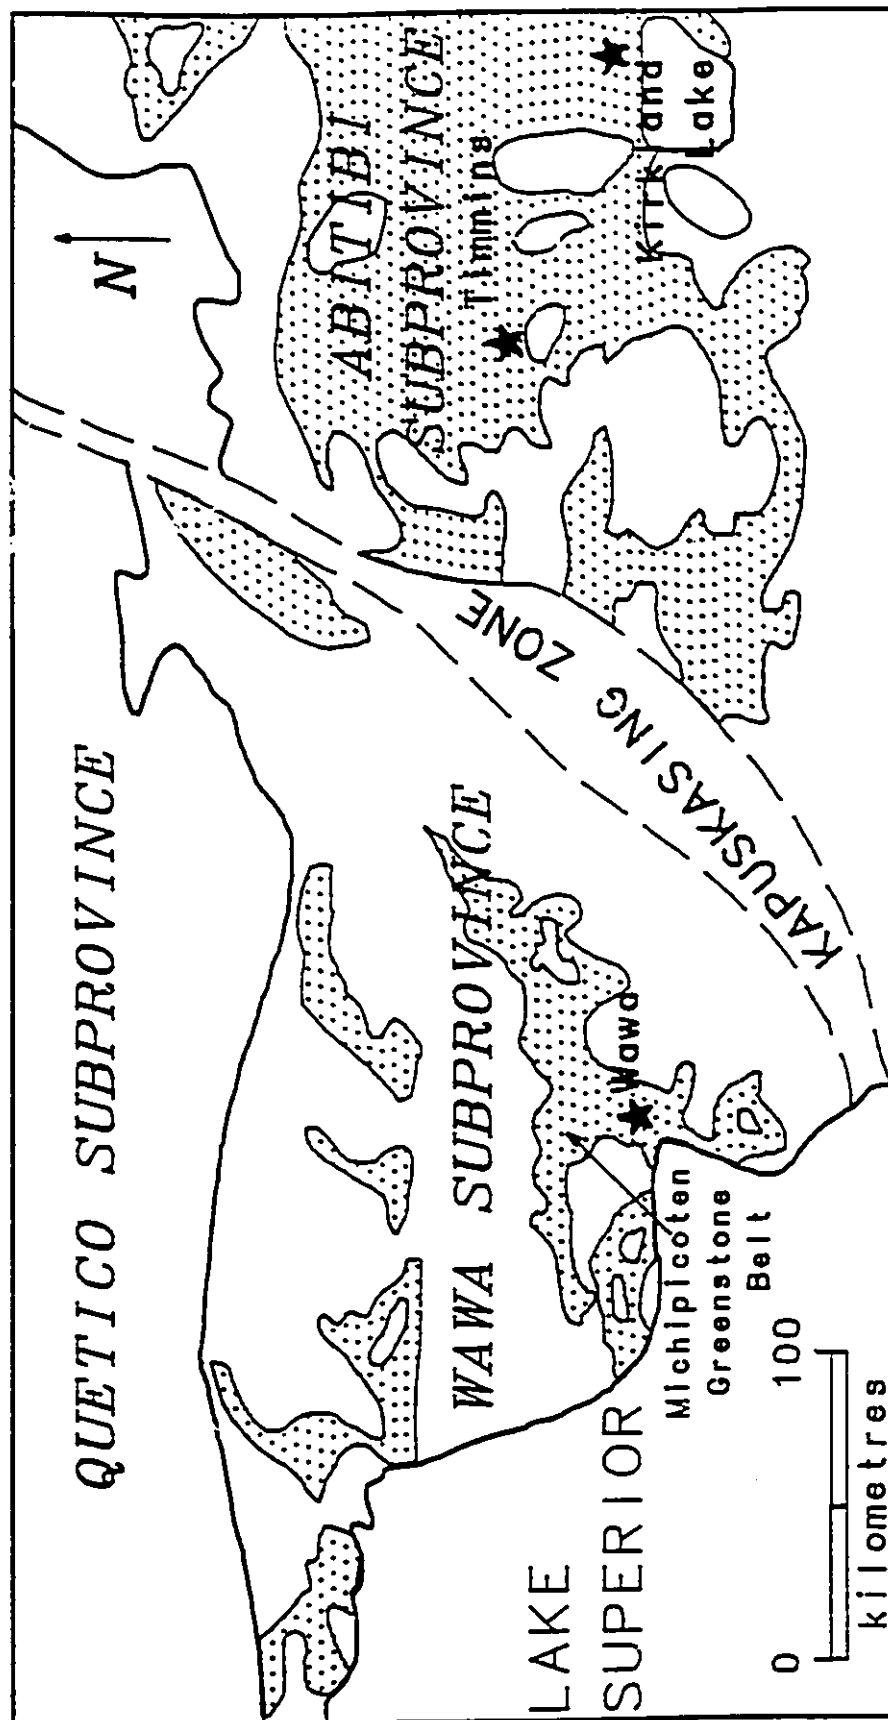 QUETICO SUBPROVINCE
N
ABITIBI
SUBPROVINCE
Timmins
Kirkland
Lake
WAWA SUBPROVINCE
KAPUSKASING ZONE
Wawa
Michipicoten
Greenstone
Belt
LAKE
SUPERIOR
0 100
kilometres